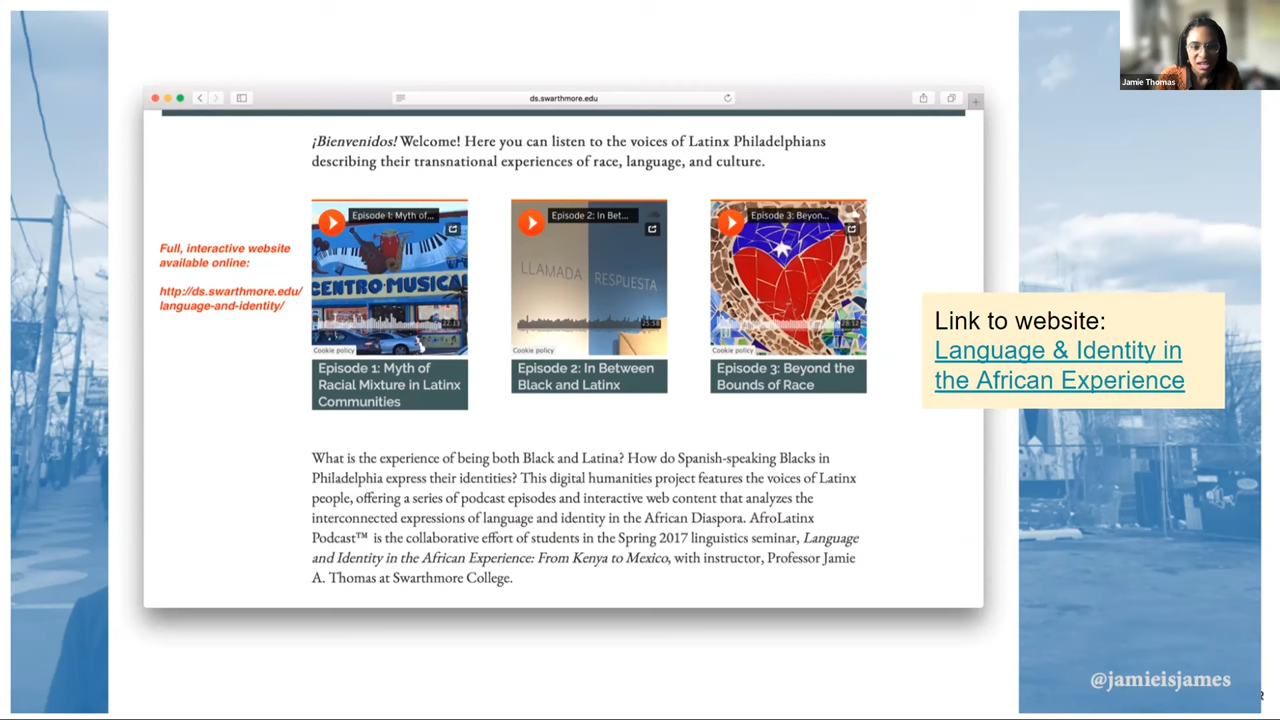 Jamie Thomas
ds.swarthmore.edu
¡Bienvenidos! Welcome! Here you can listen to the voices of Latinx Philadelphians
describing their transnational experiences of race, language, and culture.
Full, interactive website
available online:
http://ds.swarthmore.edu/
language-and-identity/
Episode 1: Myth of...
CENTRO MUSICAL
22:13
Cookie policy
Episode 1: Myth of
Racial Mixture in Latinx
Communities
Episode 2: In Bet...
LLAMADA
RESPUESTA
25:58
Cookie policy
Episode 2: In Between
Black and Latinx
Episode 3: Beyon...
28:12
Cookie policy
Episode 3: Beyond the
Bounds of Race
Link to website:
Language & Identity in
the African Experience
What is the experience of being both Black and Latina? How do Spanish-speaking Blacks in
Philadelphia express their identities? This digital humanities project features the voices of Latinx
people, offering a series of podcast episodes and interactive web content that analyzes the
interconnected expressions of language and identity in the African Diaspora. AfroLatinx
Podcast™ is the collaborative effort of students in the Spring 2017 linguistics seminar, Language
and Identity in the African Experience: From Kenya to Mexico, with instructor, Professor Jamie
A. Thomas at Swarthmore College.
@jamieisjames